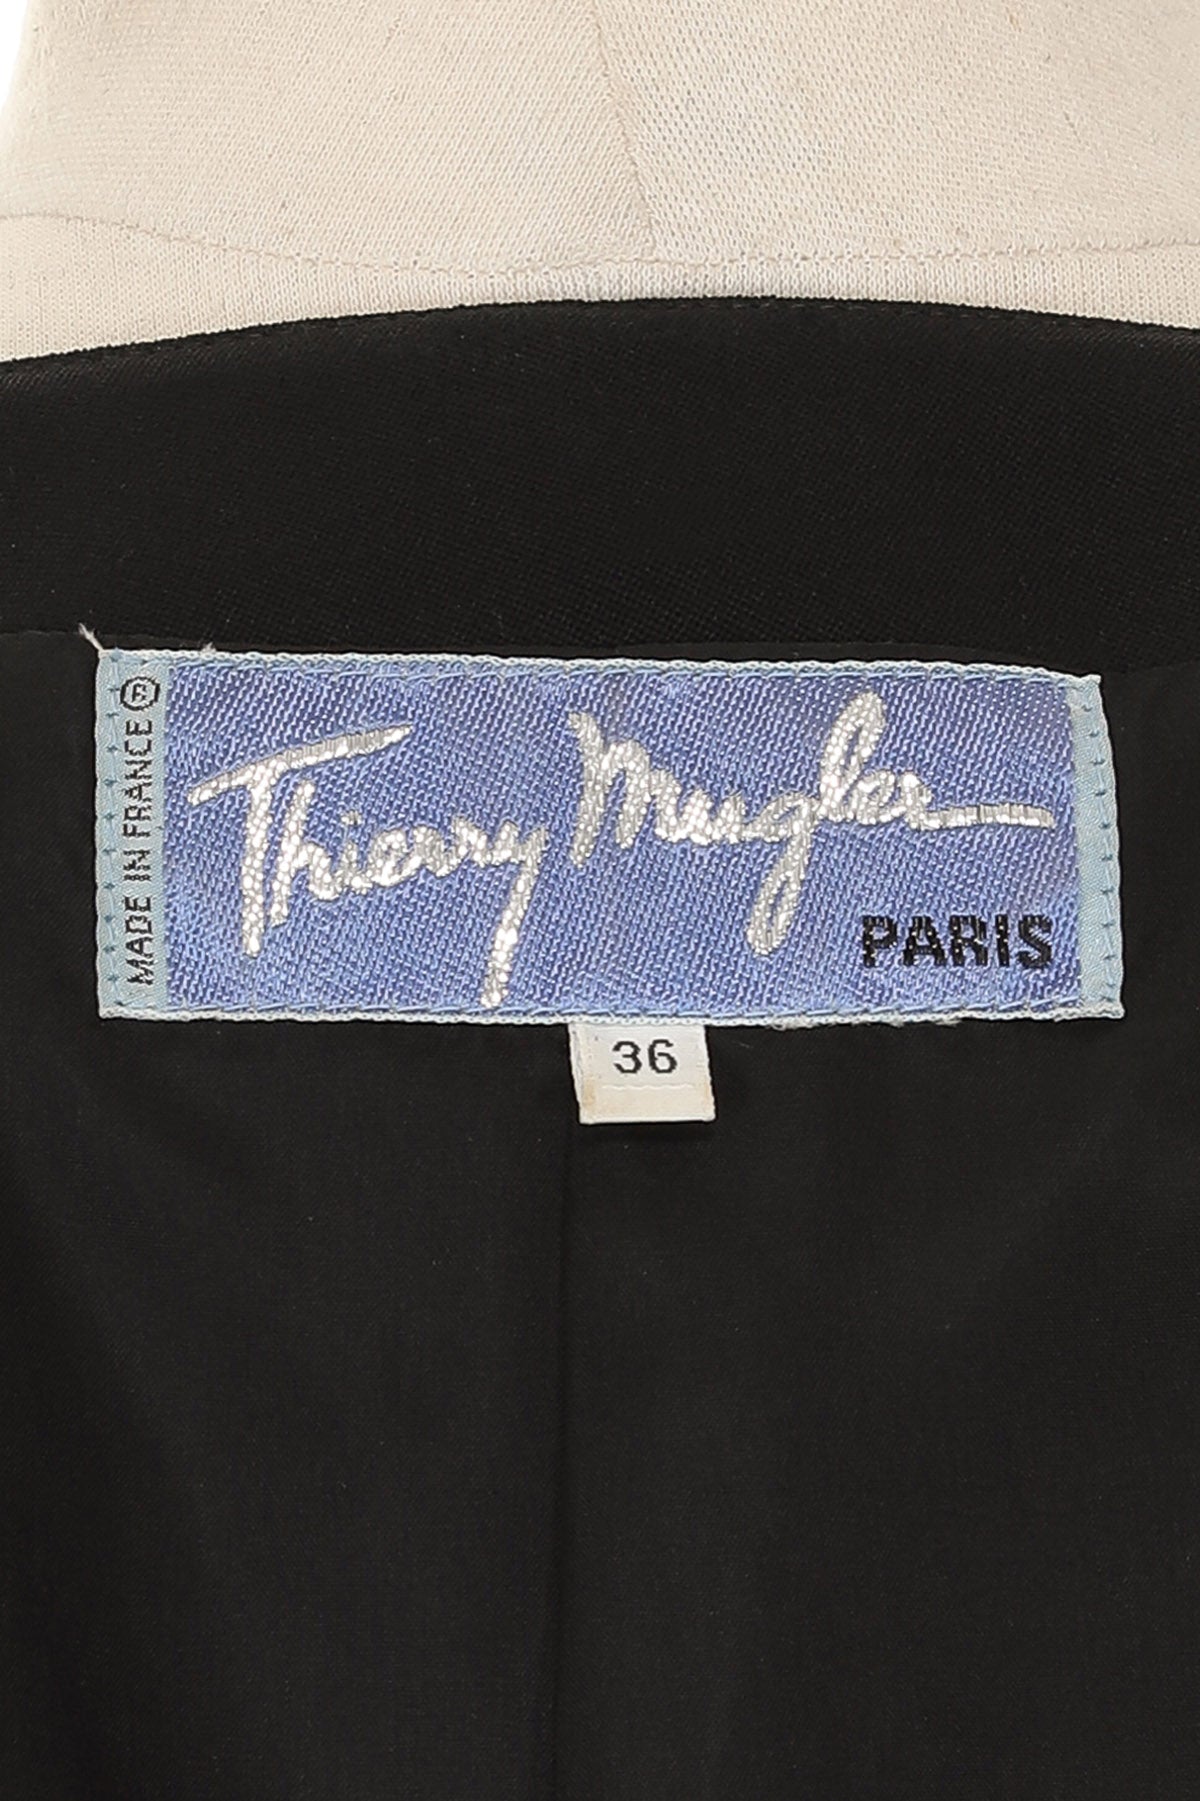 MADE IN FRANCE ®
Thierry Mugler
PARIS
36